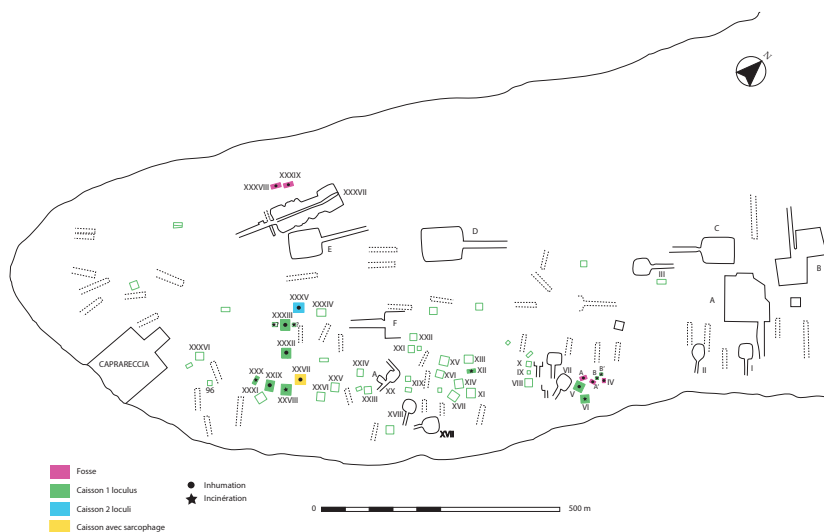 N
XXXIX
XXXVIII
XXXVII
C
D
E
B
III
A
XXXV
XXXIV
XXXIII
F
XXXII
XXII
XXI
XXXVI
CAPRARECCIA
XV
XIII
VII
II
I
XXX
XXIX
XXVII
XXIV
A
XVI
XII
X
IX
A
B
B'
XXV
XX
XIX
XIV
VIII
IV
96
XXXI
XXVIII
XXVI
XXIII
XVII
XI
V
A'
VI
XVIII
XVII
Fosse
Caisson 1 loculus
Caisson 2 loculi
Caisson avec sarcophage
Inhumation
Incinération
0
500 m